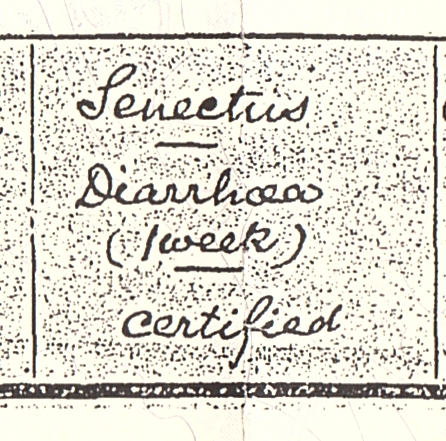 Senectus
Diarrhoea
(1 week)
certified